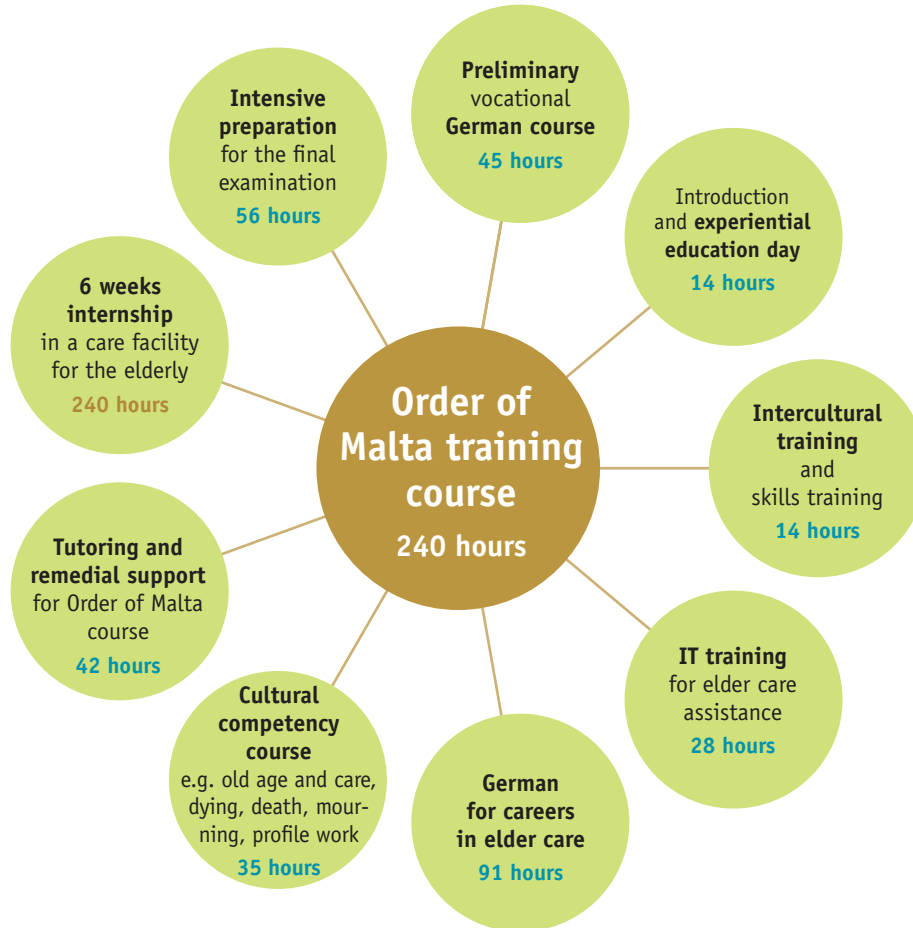 Preliminary
vocational
German course
45 hours
Introduction
and experiential
education day
14 hours
Intercultural
training
and
skills training
14 hours
IT training
for elder care
assistance
28 hours
German
for careers
in elder care
91 hours
Cultural
competency
course
e.g. old age and care,
dying, death, mour-
ning, profile work
35 hours
Tutoring and
remedial support
for Order of Malta
course
42 hours
6 weeks
internship
in a care facility
for the elderly
240 hours
Intensive
preparation
for the final
examination
56 hours
Order of
Malta training
course
240 hours